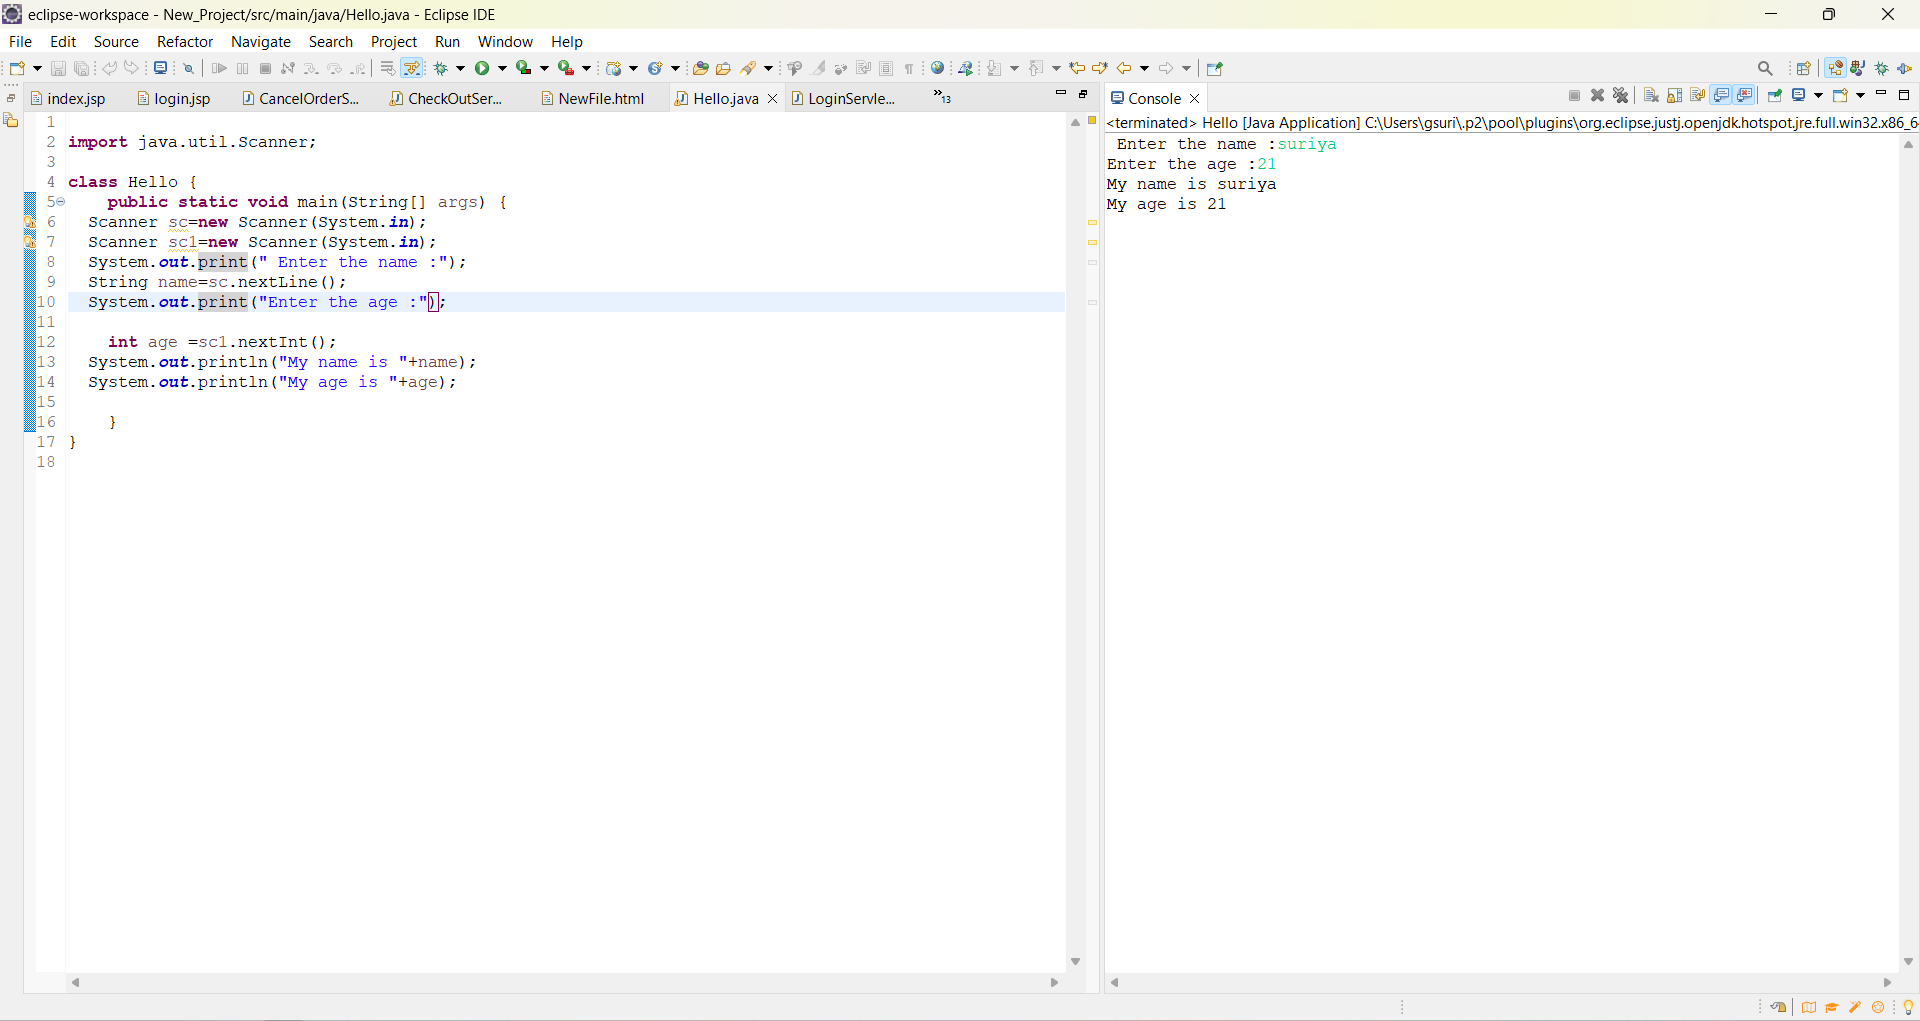 eclipse-workspace - New_Project/src/main/java/Hello.java - Eclipse IDE
File Edit Source Refactor Navigate Search Project Run Window Help
index.jsp login.jsp CancelOrderS... CheckOutSer... NewFile.html Hello.java LoginServle... »13
Console
<terminated> Hello [Java Application] C:\Users\gsuri\.p2\pool\plugins\org.eclipse.justj.openjdk.hotspot.jre.full.win32.x86_6
1
2 import java.util.Scanner;
3
4 class Hello {
5 public static void main(String[] args) {
6 Scanner sc=new Scanner(System.in);
7 Scanner sc1=new Scanner(System.in);
8 System.out.print(" Enter the name :");
9 String name=sc.nextLine();
10 System.out.print("Enter the age :");
11
12 int age =sc1.nextInt();
13 System.out.println("My name is "+name);
14 System.out.println("My age is "+age);
15
16 }
17 }
18
Enter the name :suriya
Enter the age :21
My name is suriya
My age is 21